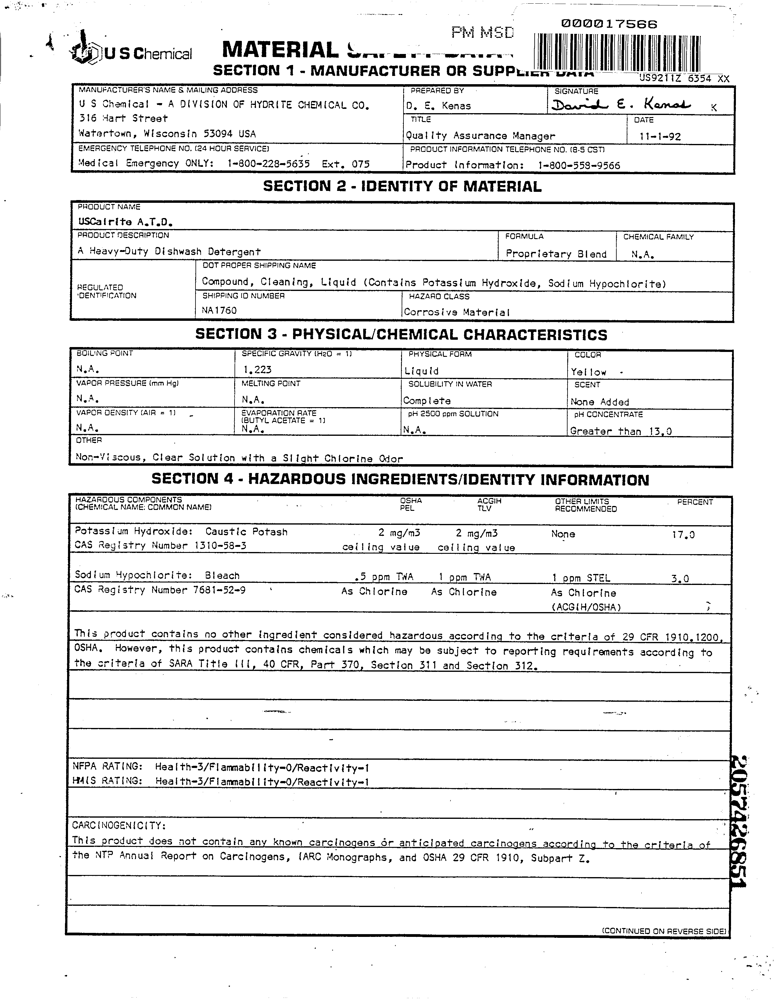 000017566
PM MSD
U S Chemical
MATERIAL
SECTION 1 - MANUFACTURER OR SUPPLIER DATA
US9211Z 6354 XX
MANUFACTURER'S NAME & MAILING ADDRESS
PREPARED BY
SIGNATURE
U S Chemical - A DIVISION OF HYDRITE CHEMICAL CO.
D. E. Kenas
David E. Kenas K
316 Hart Street
TITLE
DATE
Watertown, Wisconsin 53094 USA
Quality Assurance Manager
11-1-92
EMERGENCY TELEPHONE NO. (24 HOUR SERVICE)
PRODUCT INFORMATION TELEPHONE NO. (8-5 CST)
Medical Emergency ONLY: 1-800-228-5635 Ext. 075
Product Information: 1-800-558-9566
SECTION 2 - IDENTITY OF MATERIAL
PRODUCT NAME
USCalrite A.T.D.
PRODUCT DESCRIPTION
FORMULA
CHEMICAL FAMILY
A Heavy-Duty Dishwash Detergent
Proprietary Blend
N.A.
REGULATED IDENTIFICATION
DOT PROPER SHIPPING NAME
Compound, Cleaning, Liquid (Contains Potassium Hydroxide, Sodium Hypochlorite)
SHIPPING ID NUMBER
HAZARD CLASS
NA1760
Corrosive Material
SECTION 3 - PHYSICAL/CHEMICAL CHARACTERISTICS
BOILING POINT
SPECIFIC GRAVITY (H2O = 1)
PHYSICAL FORM
COLOR
N.A.
1.223
Liquid
Yellow
VAPOR PRESSURE (mm Hg)
MELTING POINT
SOLUBILITY IN WATER
SCENT
N.A.
N.A.
Complete
None Added
VAPOR DENSITY (AIR = 1)
EVAPORATION RATE
(BUTYL ACETATE = 1)
pH 2500 ppm SOLUTION
pH CONCENTRATE
N.A.
N.A.
N.A.
Greater than 13.0
OTHER
Non-Viscous, Clear Solution with a Slight Chlorine Odor
SECTION 4 - HAZARDOUS INGREDIENTS/IDENTITY INFORMATION
HAZARDOUS COMPONENTS
(CHEMICAL NAME; COMMON NAME)
OSHA
PEL
ACGIH
TLV
OTHER LIMITS
RECOMMENDED
PERCENT
Potassium Hydroxide: Caustic Potash
2 mg/m3
2 mg/m3
None
17.0
CAS Registry Number 1310-58-3
ceiling value
ceiling value
Sodium Hypochlorite: Bleach
.5 ppm TWA
1 ppm TWA
1 ppm STEL
3.0
CAS Registry Number 7681-52-9
As Chlorine
As Chlorine
As Chlorine
(ACGIH/OSHA)
This product contains no other ingredient considered hazardous according to the criteria of 29 CFR 1910.1200,
OSHA. However, this product contains chemicals which may be subject to reporting requirements according to
the criteria of SARA Title III, 40 CFR, Part 370, Section 311 and Section 312.
NFPA RATING: Health-3/Flammability-0/Reactivity-1
HMIS RATING: Health-3/Flammability-0/Reactivity-1
CARCINOGENICITY:
This product does not contain any known carcinogens or anticipated carcinogens according to the criteria of
the NTP Annual Report on Carcinogens, IARC Monographs, and OSHA 29 CFR 1910, Subpart Z.
(CONTINUED ON REVERSE SIDE)
2057426851